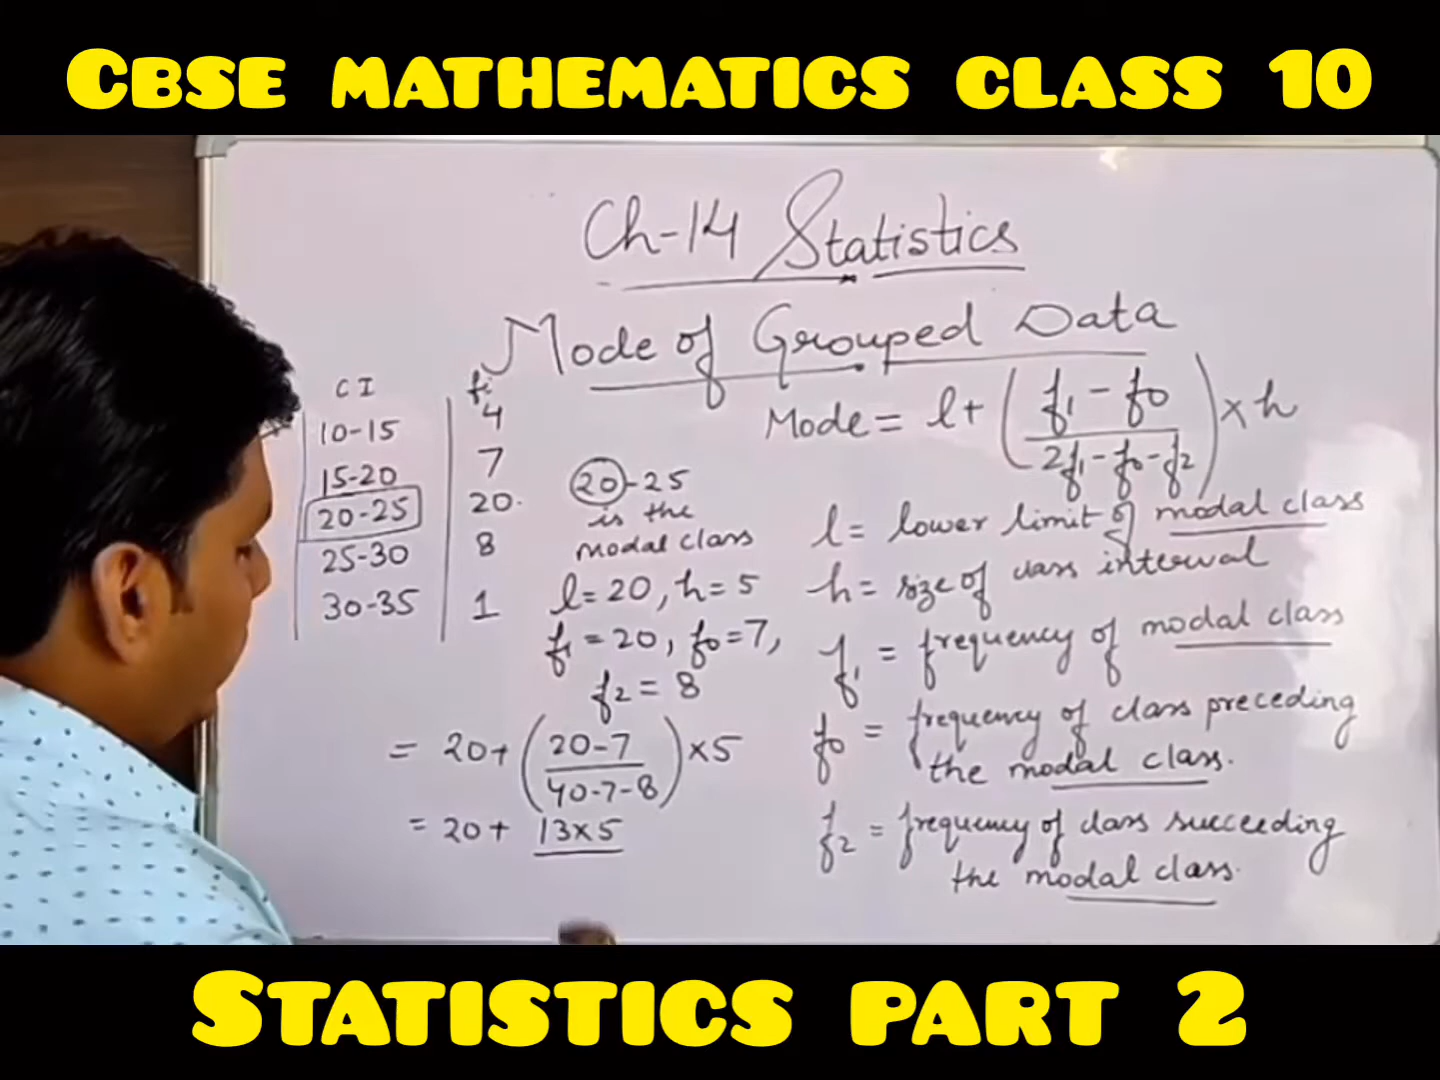 CBSE MATHEMATICS CLASS 10
Ch-14 Statistics
Mode of Grouped Data
CI fi
10-15 4
15-20 7
20-25 20
25-30 8
30-35 1
20-25
is the
modal class
l=20, h=5
f₁=20, f₀=7,
f₂=8
= 20+(20-7/40-7-8)×5
= 20+ 13×5
Mode = l+(f₁-f₀/2f₁-f₀-f₂)×h
l= lower limit of modal class
h= size of class interval
f₁ = frequency of modal class
f₀ = frequency of class preceding
the modal class.
f₂ = frequency of class succeeding
the modal class.
STATISTICS PART 2